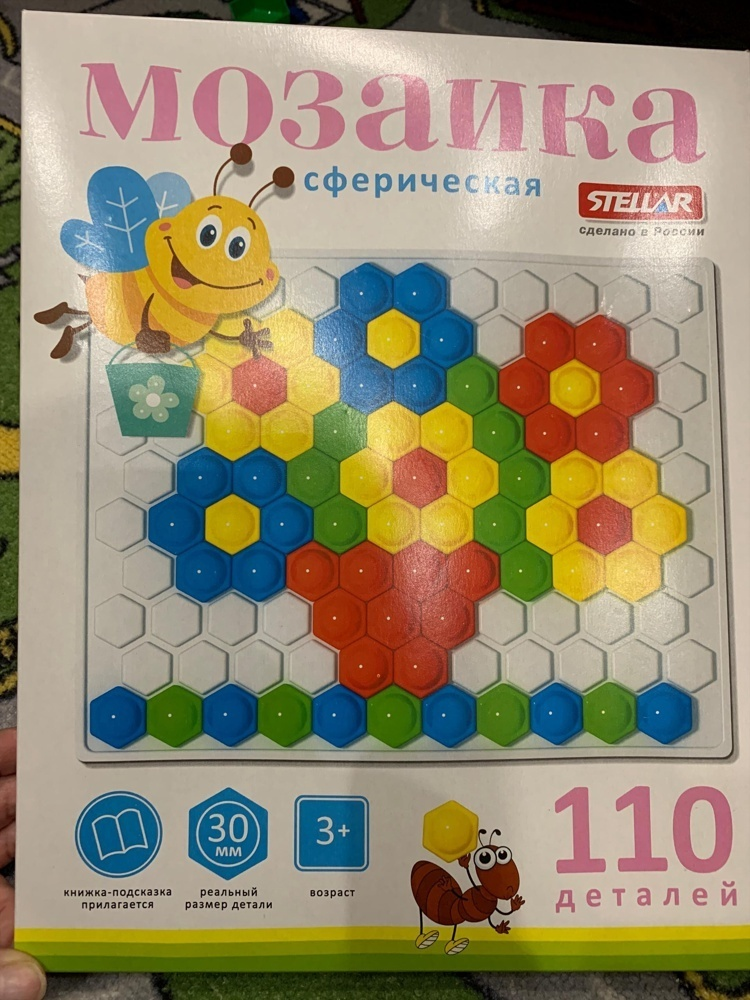 мозаика
сферическая
STELLAR
сделано в России
книжка-подсказка
прилагается
30
мм
реальный
размер детали
3+
возраст
110
деталей